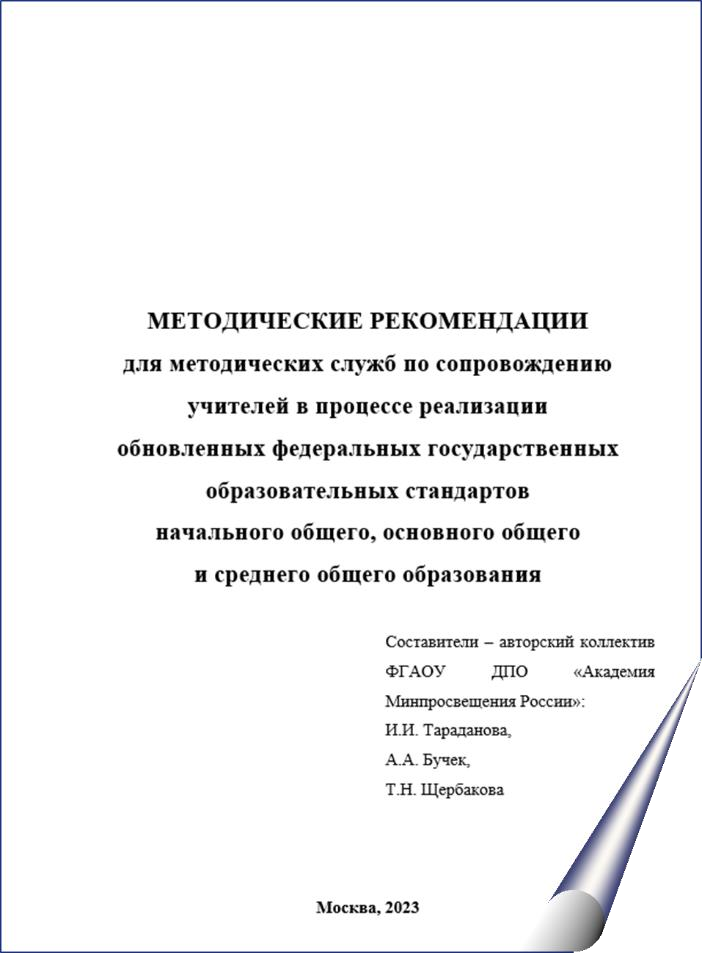 МЕТОДИЧЕСКИЕ РЕКОМЕНДАЦИИ
для методических служб по сопровождению
учителей в процессе реализации
обновленных федеральных государственных
образовательных стандартов
начального общего, основного общего
и среднего общего образования
Составители – авторский коллектив
ФГАОУ ДПО «Академия
Минпросвещения России»:
И.И. Тараданова,
А.А. Бучек,
Т.Н. Щербакова
Москва, 2023